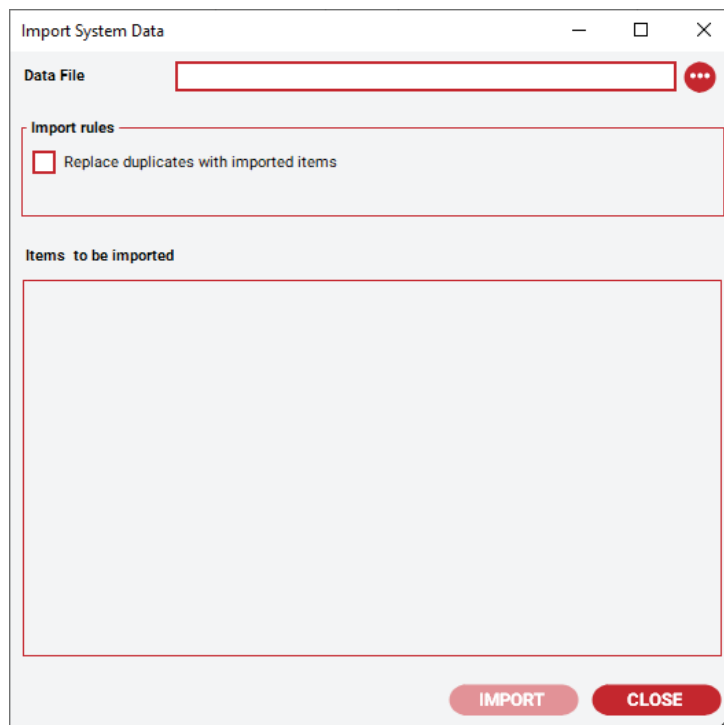 Import System Data
Data File
Import rules
Replace duplicates with imported items
Items to be imported
IMPORT CLOSE